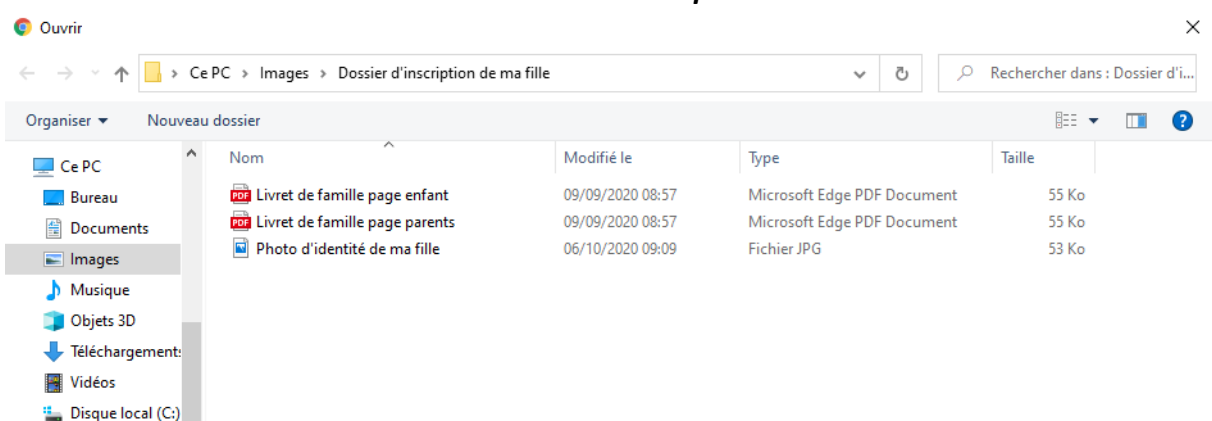 Ouvrir
Ce PC > Images > Dossier d'inscription de ma fille Rechercher dans : Dossier d'i...
Organiser Nouveau dossier
Nom Modifié le Type Taille
Ce PC
Bureau
Documents
Images
Musique
Objets 3D
Téléchargement
Vidéos
Disque local (C:)
PDF Livret de famille page enfant 09/09/2020 08:57 Microsoft Edge PDF Document 55 Ko
PDF Livret de famille page parents 09/09/2020 08:57 Microsoft Edge PDF Document 55 Ko
Photo d'identité de ma fille 06/10/2020 09:09 Fichier JPG 53 Ko